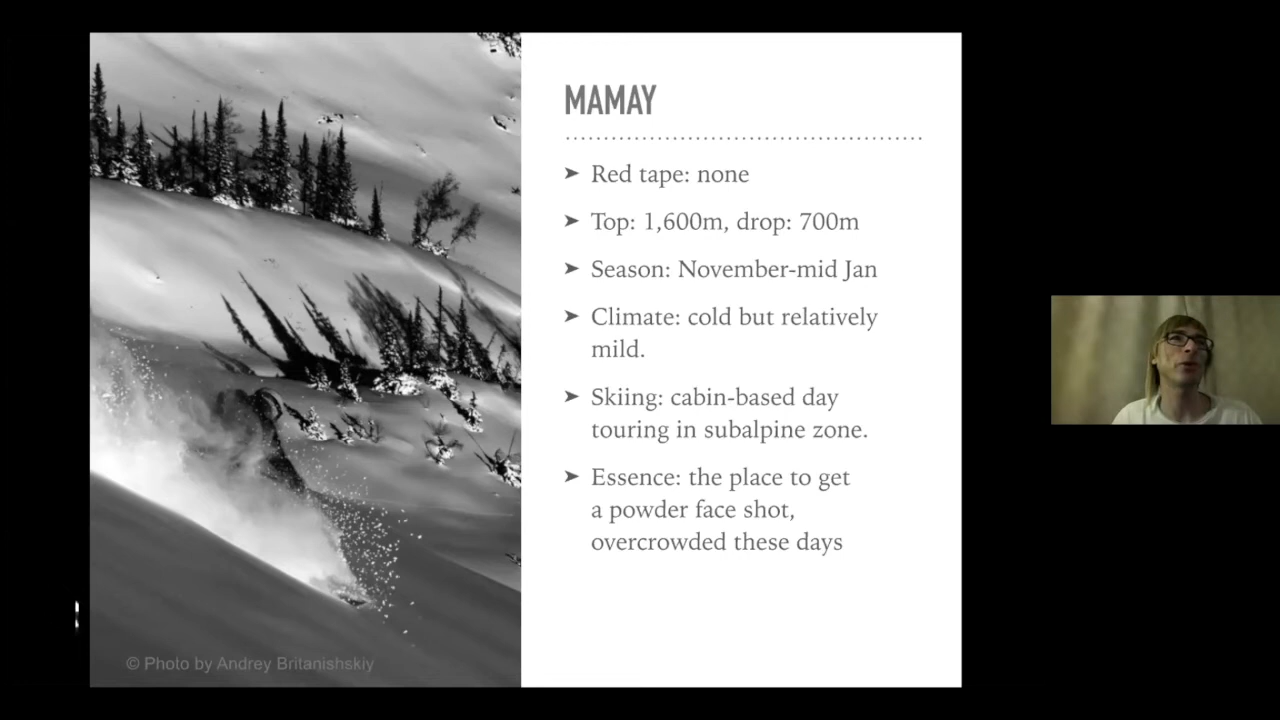 MAMAY
➤ Red tape: none
➤ Top: 1,600m, drop: 700m
➤ Season: November-mid Jan
➤ Climate: cold but relatively
mild.
➤ Skiing: cabin-based day
touring in subalpine zone.
➤ Essence: the place to get
a powder face shot,
overcrowded these days
© Photo by Andrey Britanishskiy